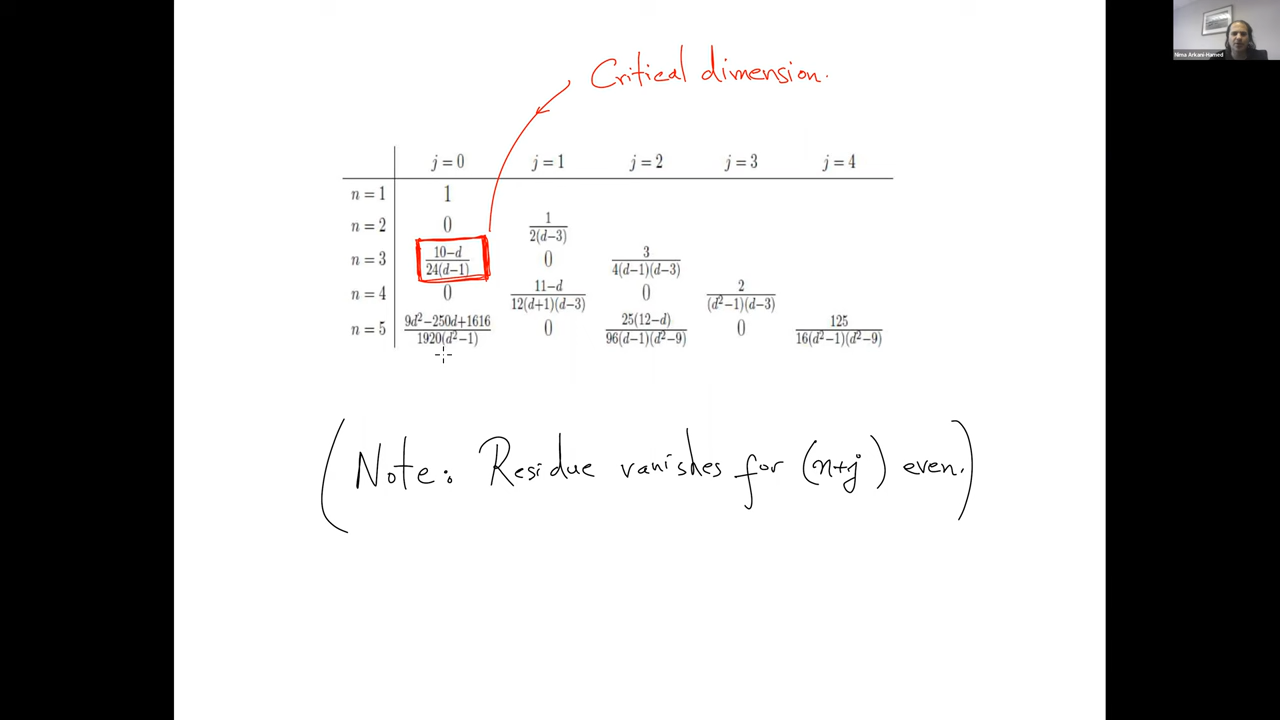 Nima Arkani Hamed
Critical dimension.
j = 0 j = 1 j = 2 j = 3 j = 4
n = 1 1
n = 2 0 1/2(d−3)
n = 3 10−d/24(d−1) 0 3/4(d−1)(d−3)
n = 4 0 11−d/12(d+1)(d−3) 0 2/(d²−1)(d−3)
n = 5 9d²−250d+1616/1920(d²−1) 0 25(12−d)/96(d−1)(d²−9) 0 125/16(d²−1)(d²−9)
(Note: Residue vanishes for (n+j) even.)